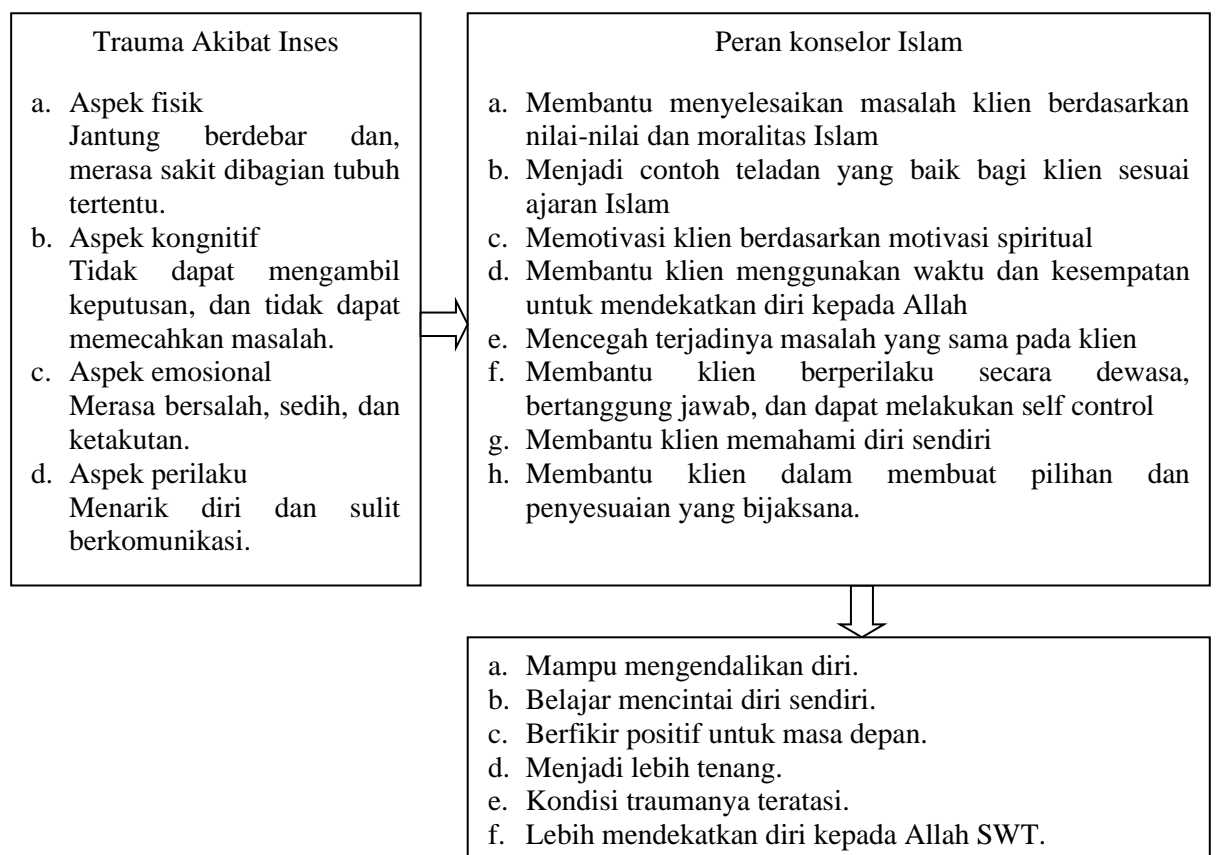 Trauma Akibat Inses
a. Aspek fisik
Jantung berdebar dan,
merasa sakit dibagian tubuh
tertentu.
b. Aspek kongnitif
Tidak dapat mengambil
keputusan, dan tidak dapat
memecahkan masalah.
c. Aspek emosional
Merasa bersalah, sedih, dan
ketakutan.
d. Aspek perilaku
Menarik diri dan sulit
berkomunikasi.
Peran konselor Islam
a. Membantu menyelesaikan masalah klien berdasarkan
nilai-nilai dan moralitas Islam
b. Menjadi contoh teladan yang baik bagi klien sesuai
ajaran Islam
c. Memotivasi klien berdasarkan motivasi spiritual
d. Membantu klien menggunakan waktu dan kesempatan
untuk mendekatkan diri kepada Allah
e. Mencegah terjadinya masalah yang sama pada klien
f. Membantu klien berperilaku secara dewasa,
bertanggung jawab, dan dapat melakukan self control
g. Membantu klien memahami diri sendiri
h. Membantu klien dalam membuat pilihan dan
penyesuaian yang bijaksana.
a. Mampu mengendalikan diri.
b. Belajar mencintai diri sendiri.
c. Berfikir positif untuk masa depan.
d. Menjadi lebih tenang.
e. Kondisi traumanya teratasi.
f. Lebih mendekatkan diri kepada Allah SWT.